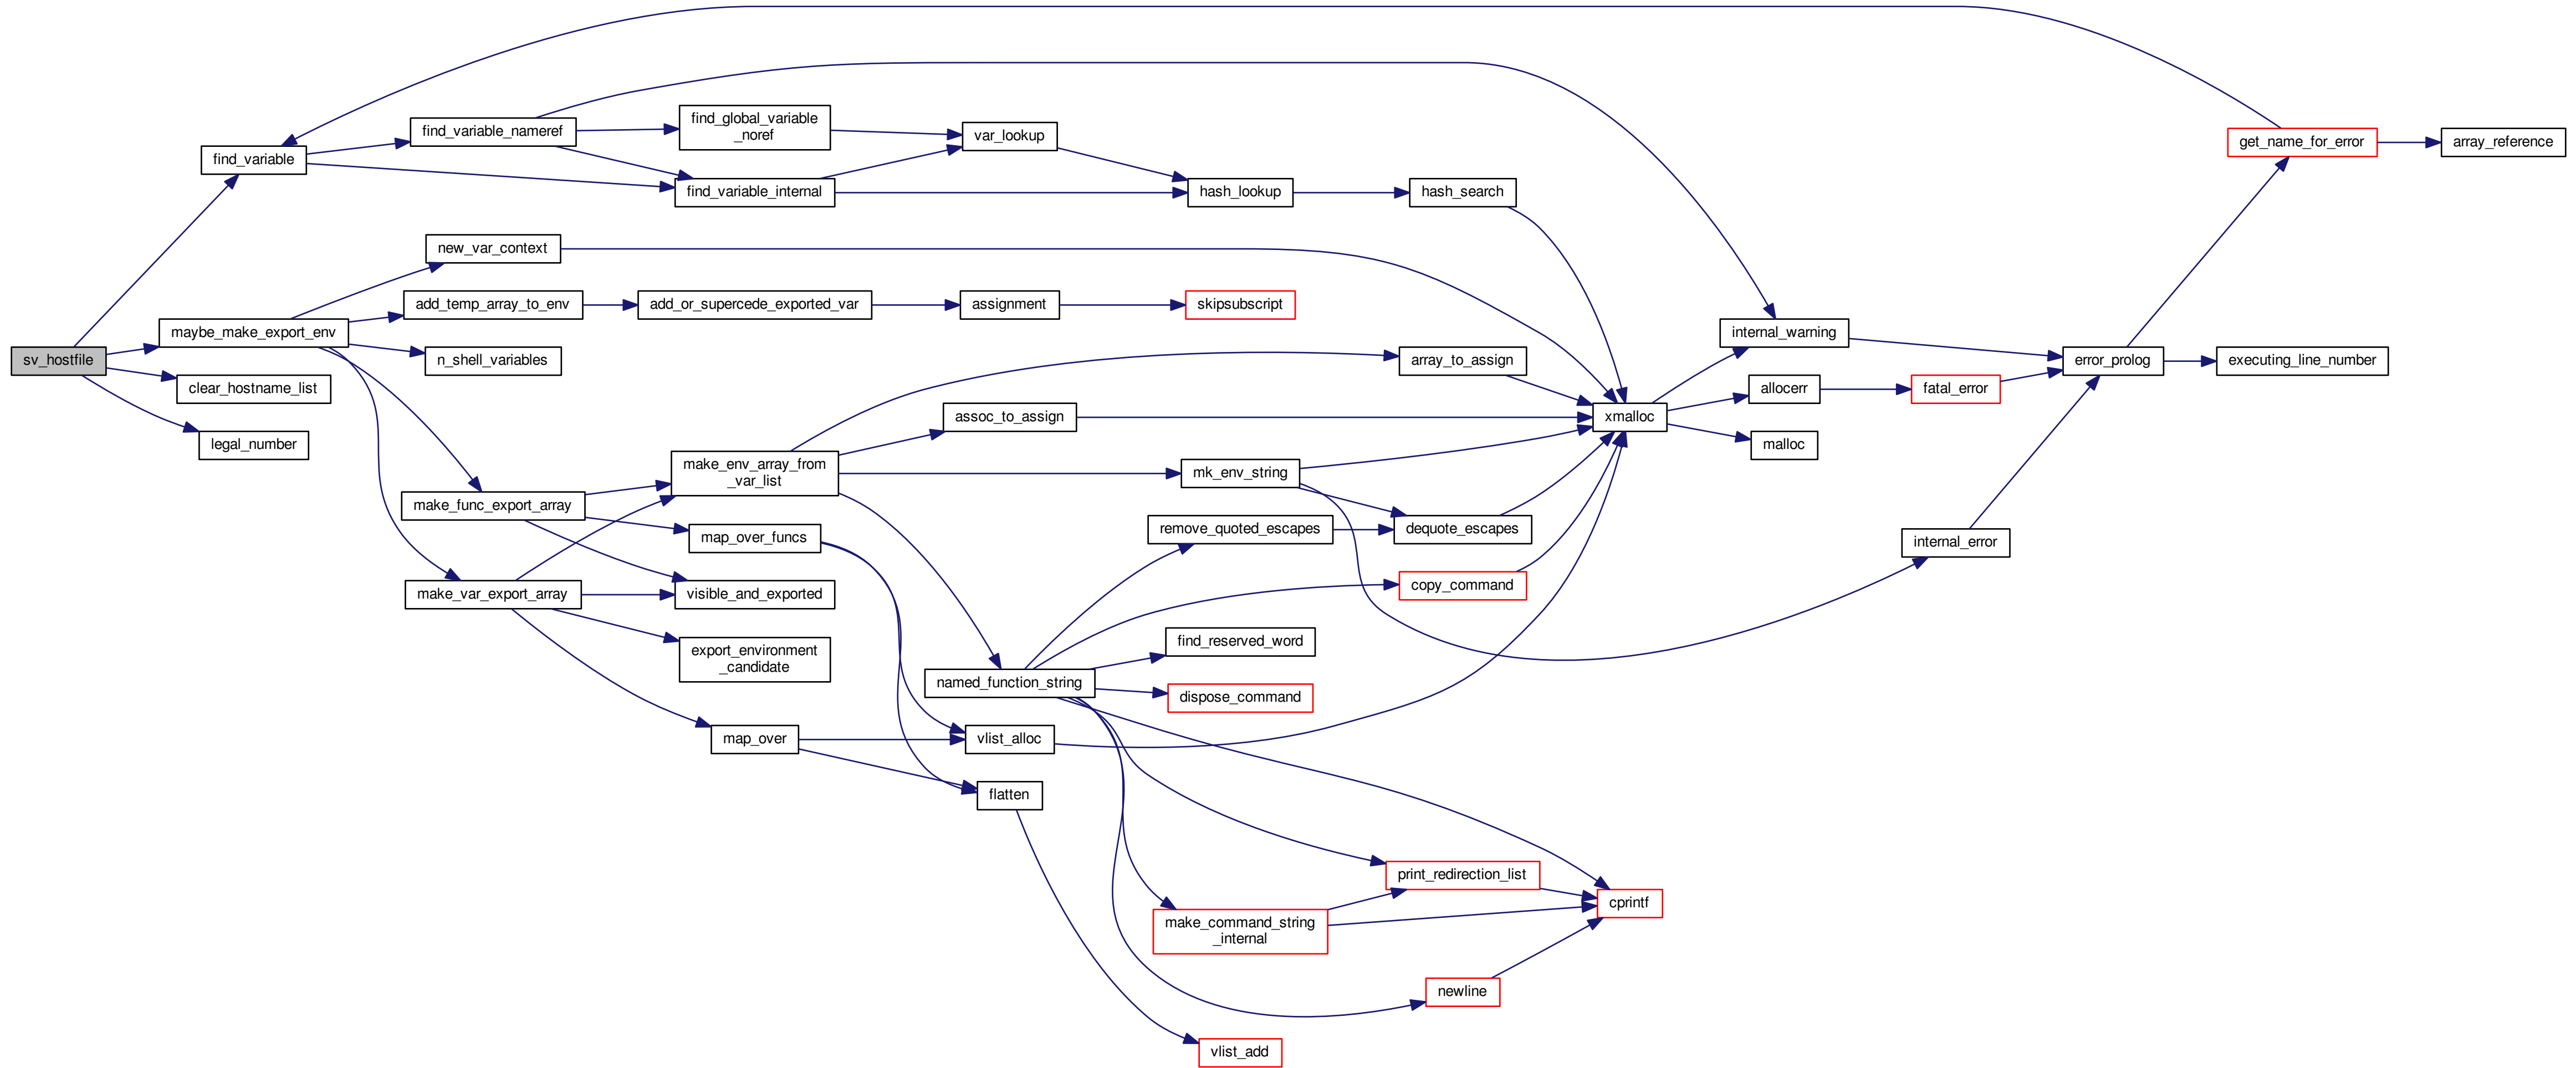 sv_hostfile
find_variable
maybe_make_export_env
clear_hostname_list
legal_number
find_variable_nameref
new_var_context
add_temp_array_to_env
n_shell_variables
make_func_export_array
make_var_export_array
find_global_variable
_noref
find_variable_internal
add_or_supercede_exported_var
make_env_array_from
_var_list
map_over_funcs
visible_and_exported
export_environment
_candidate
map_over
var_lookup
assignment
assoc_to_assign
named_function_string
vlist_alloc
flatten
hash_lookup
skipsubscript
mk_env_string
remove_quoted_escapes
find_reserved_word
dispose_command
make_command_string
_internal
vlist_add
hash_search
array_to_assign
dequote_escapes
copy_command
print_redirection_list
newline
xmalloc
cprintf
internal_warning
allocerr
malloc
fatal_error
internal_error
error_prolog
get_name_for_error
executing_line_number
array_reference